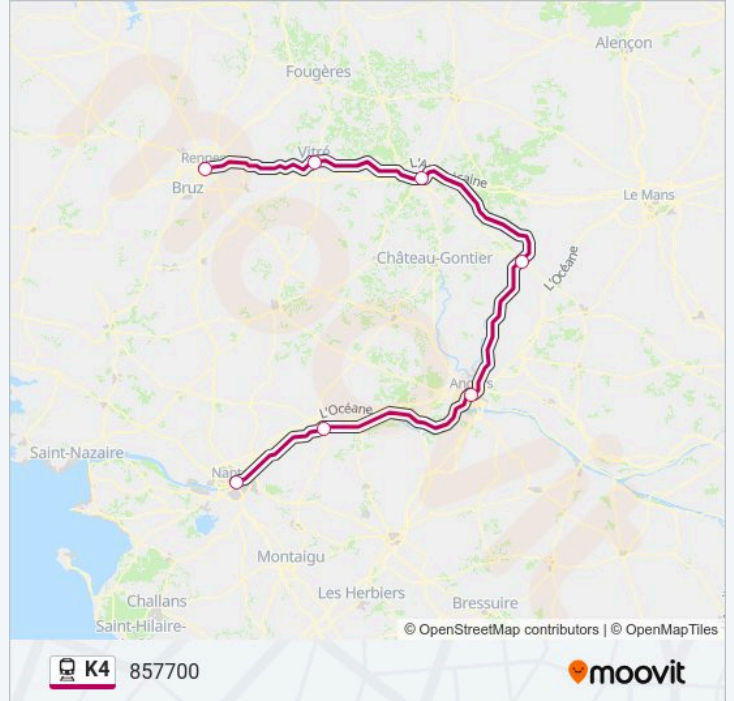 Alençon
Fougères
Vitré
Rennes
Bruz
Le Mans
Château-Gontier
L'Océane
L'Océane
Saint-Nazaire
Montaigu
Les Herbiers
Challans
Bressuire
Saint-Hilaire-
© OpenStreetMap contributors | © OpenMapTiles
K4 857700
moovit